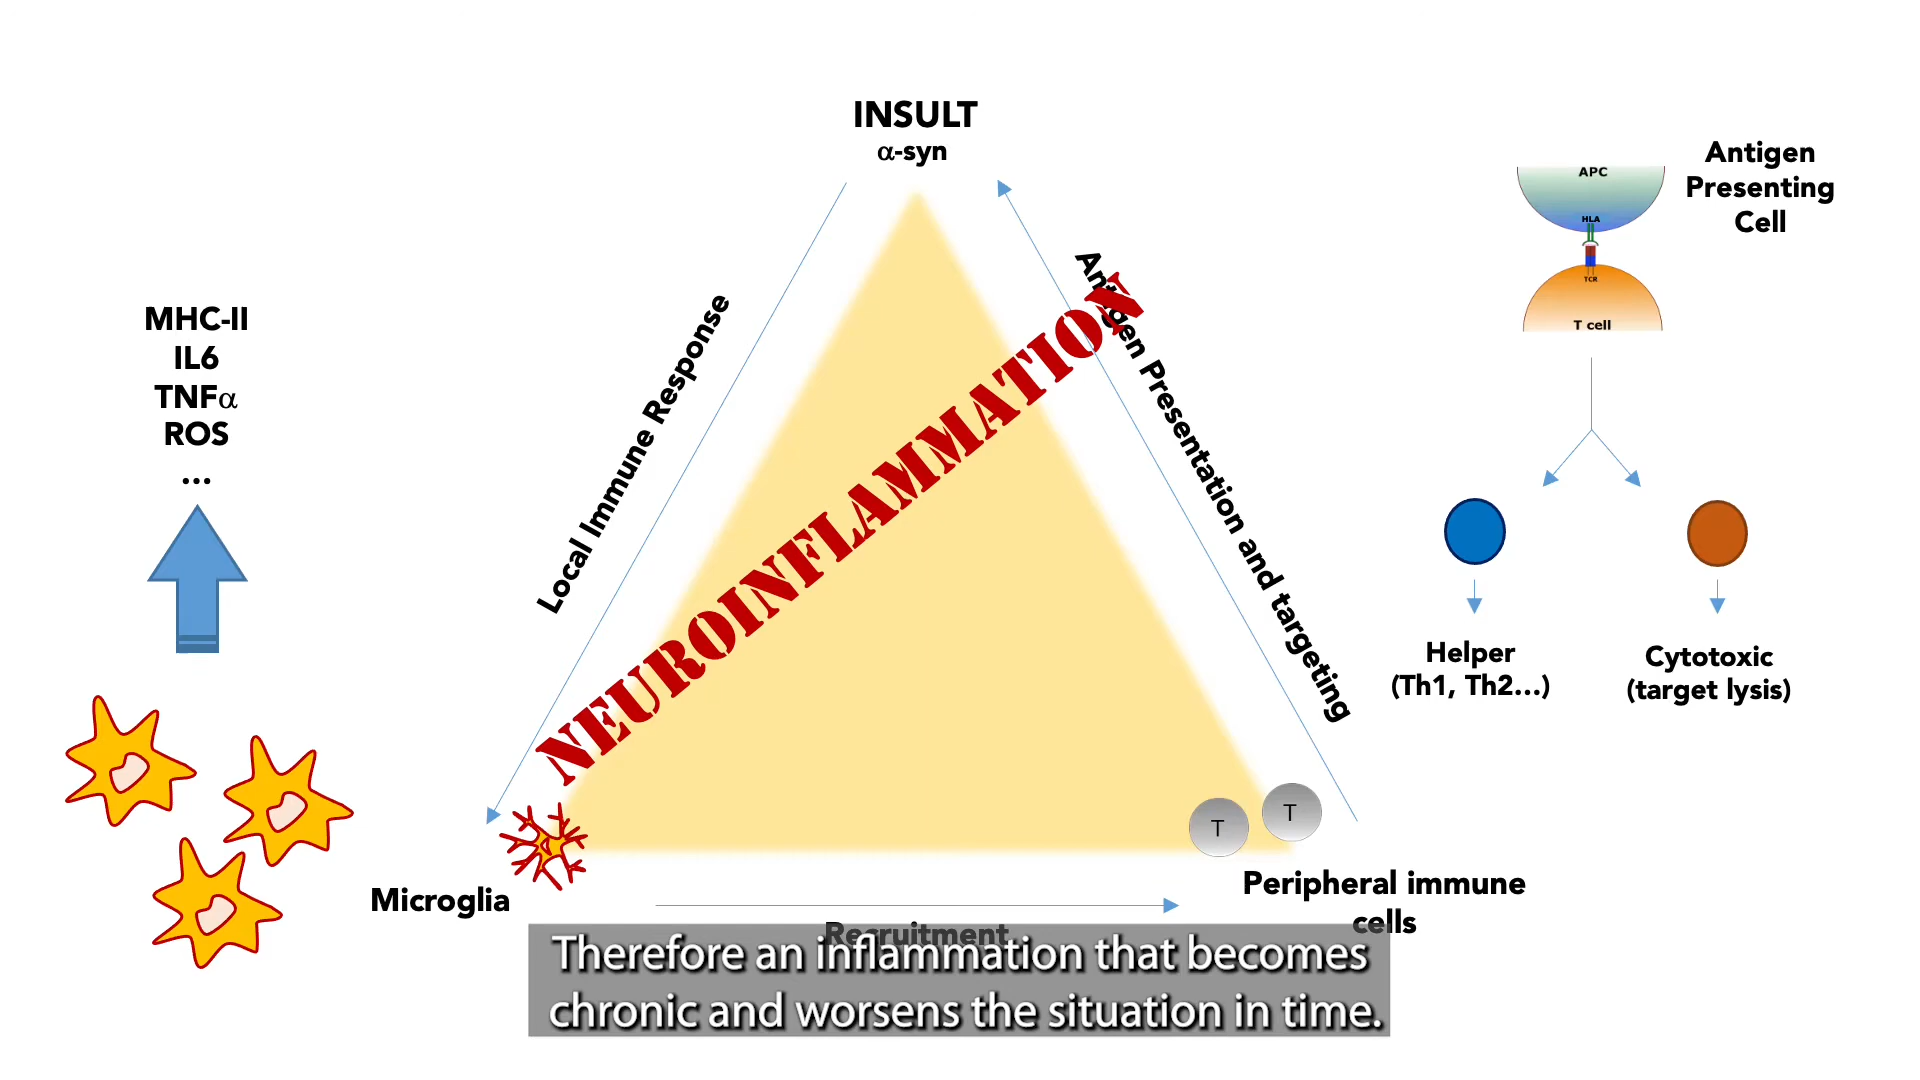 INSULT
α-syn
Antigen
Presenting
Cell
APC
HLA
TCR
T cell
MHC-II
IL6
TNFα
ROS
...
Local Immune Response
NEUROINFLAMMATION
Antigen Presentation and targeting
Helper
(Th1, Th2...)
Cytotoxic
(target lysis)
T
T
Microglia
Peripheral immune
cells
Recruitment
Therefore an inflammation that becomes
chronic and worsens the situation in time.